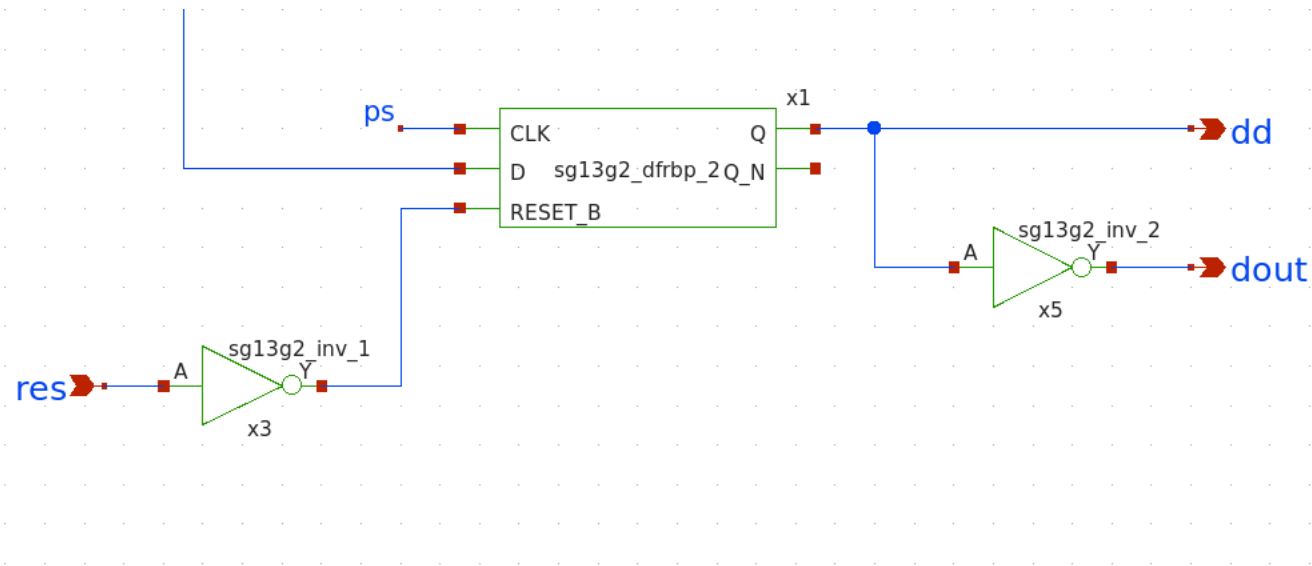 x1
ps
CLK
Q
dd
D
sg13g2_dfrbp_2
Q_N
RESET_B
sg13g2_inv_2
A
Y
dout
x5
sg13g2_inv_1
res
A
Y
x3